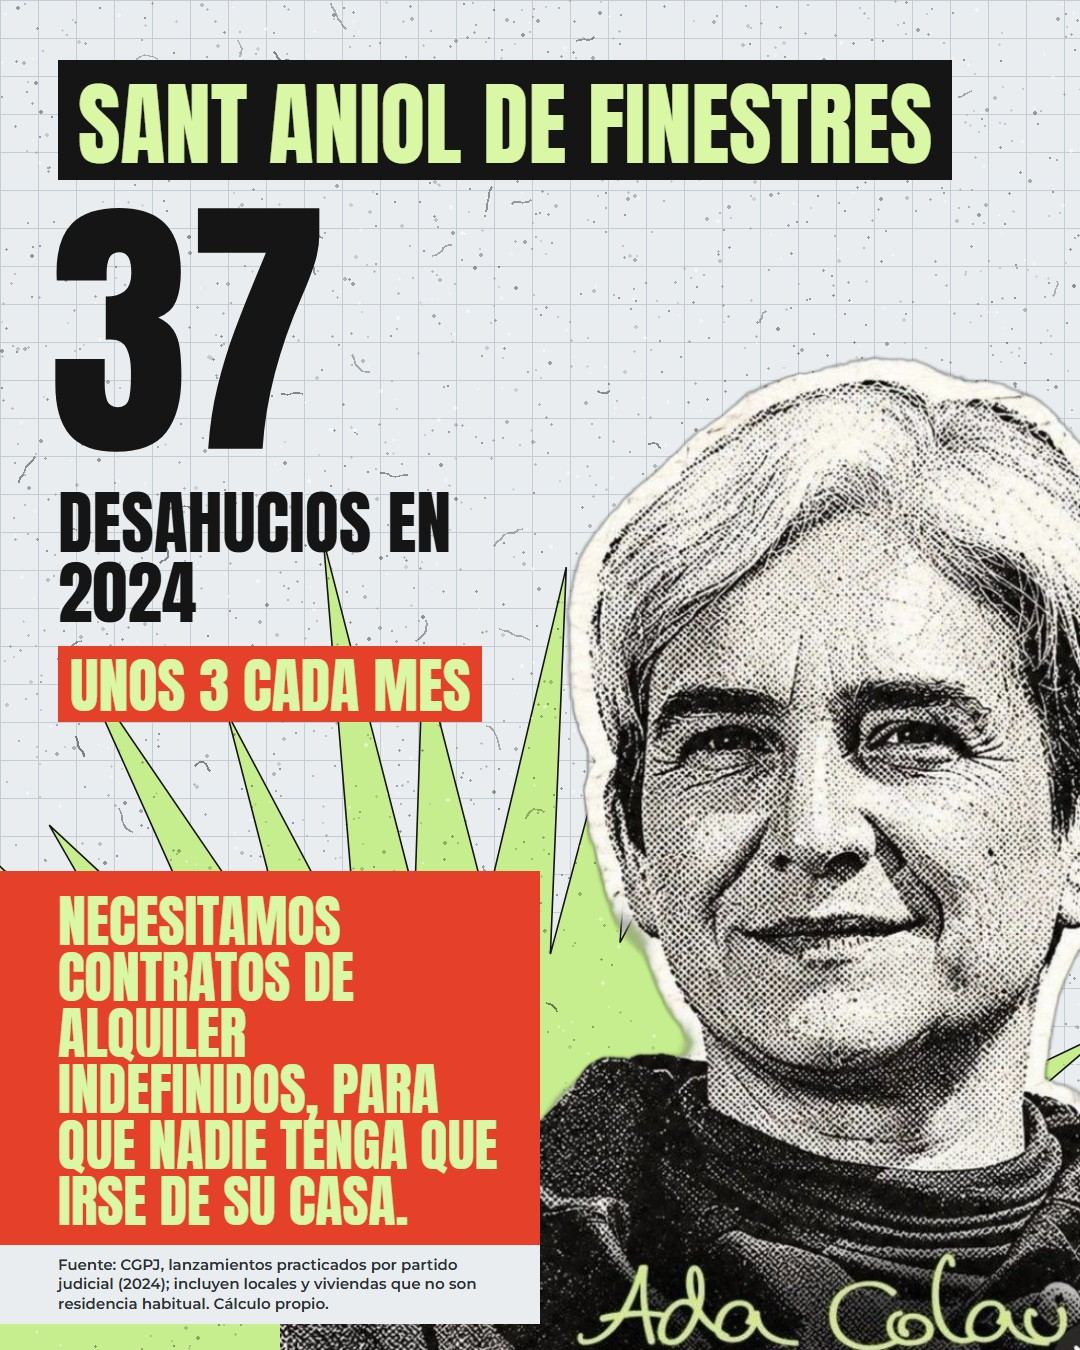 SANT ANIOL DE FINESTRES
37
DESAHUCIOS EN
2024
UNOS 3 CADA MES
NECESITAMOS
CONTRATOS DE
ALQUILER
INDEFINIDOS, PARA
QUE NADIE TENGA QUE
IRSE DE SU CASA.
Fuente: CGPJ, lanzamientos practicados por partido
judicial (2024); incluyen locales y viviendas que no son
residencia habitual. Cálculo propio.
Ada Colau